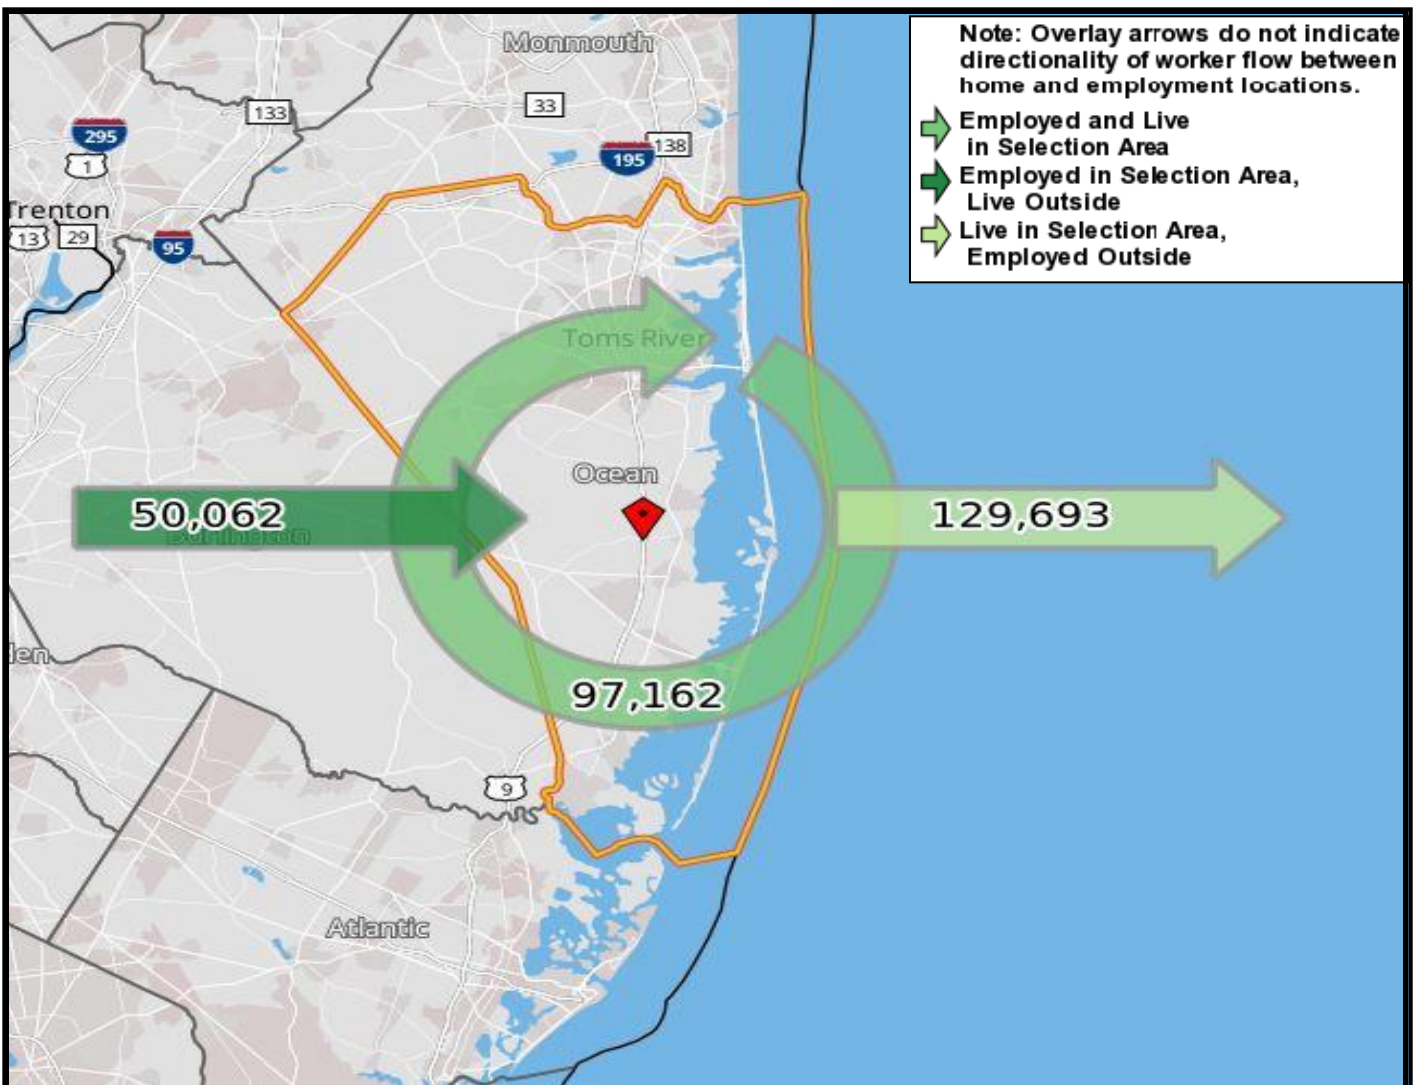 Monmouth
Note: Overlay arrows do not indicate
directionality of worker flow between
home and employment locations.
Employed and Live
in Selection Area
Employed in Selection Area,
Live Outside
Live in Selection Area,
Employed Outside
133
33
295
1
138
195
Trenton
13
29
95
Toms River
Ocean
50,062
129,693
Burlington
den
97,162
9
Atlantic